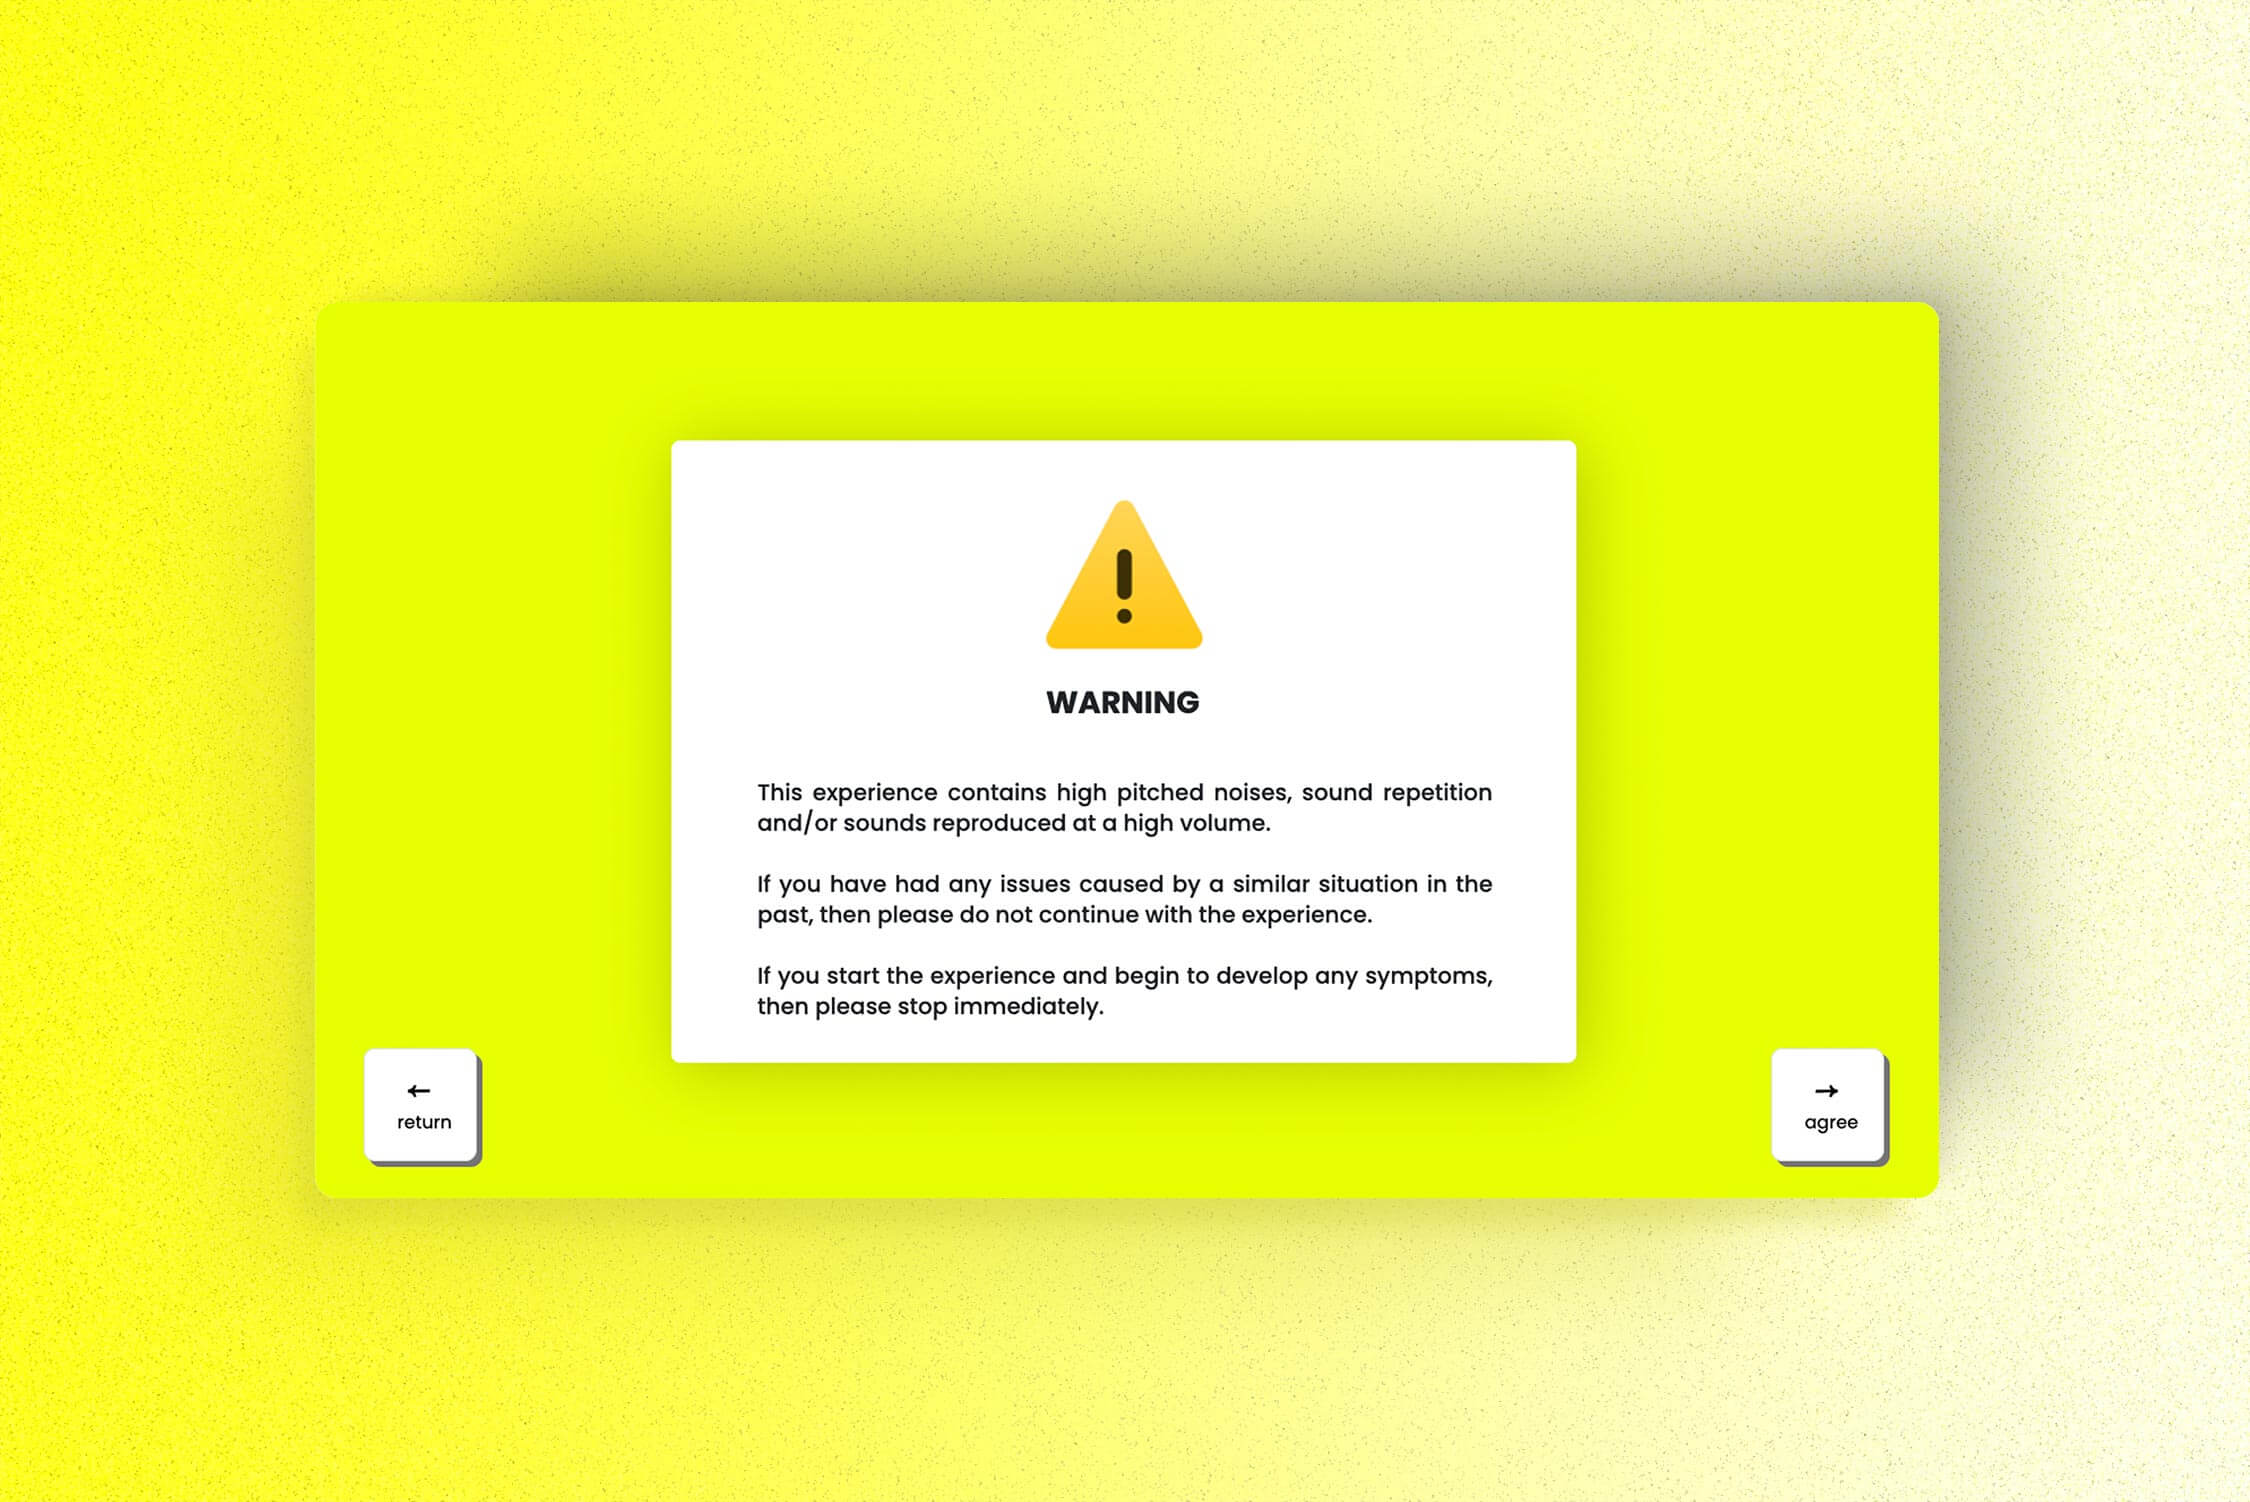 WARNING
This experience contains high pitched noises, sound repetition
and/or sounds reproduced at a high volume.
If you have had any issues caused by a similar situation in the
past, then please do not continue with the experience.
If you start the experience and begin to develop any symptoms,
then please stop immediately.
←
return
→
agree